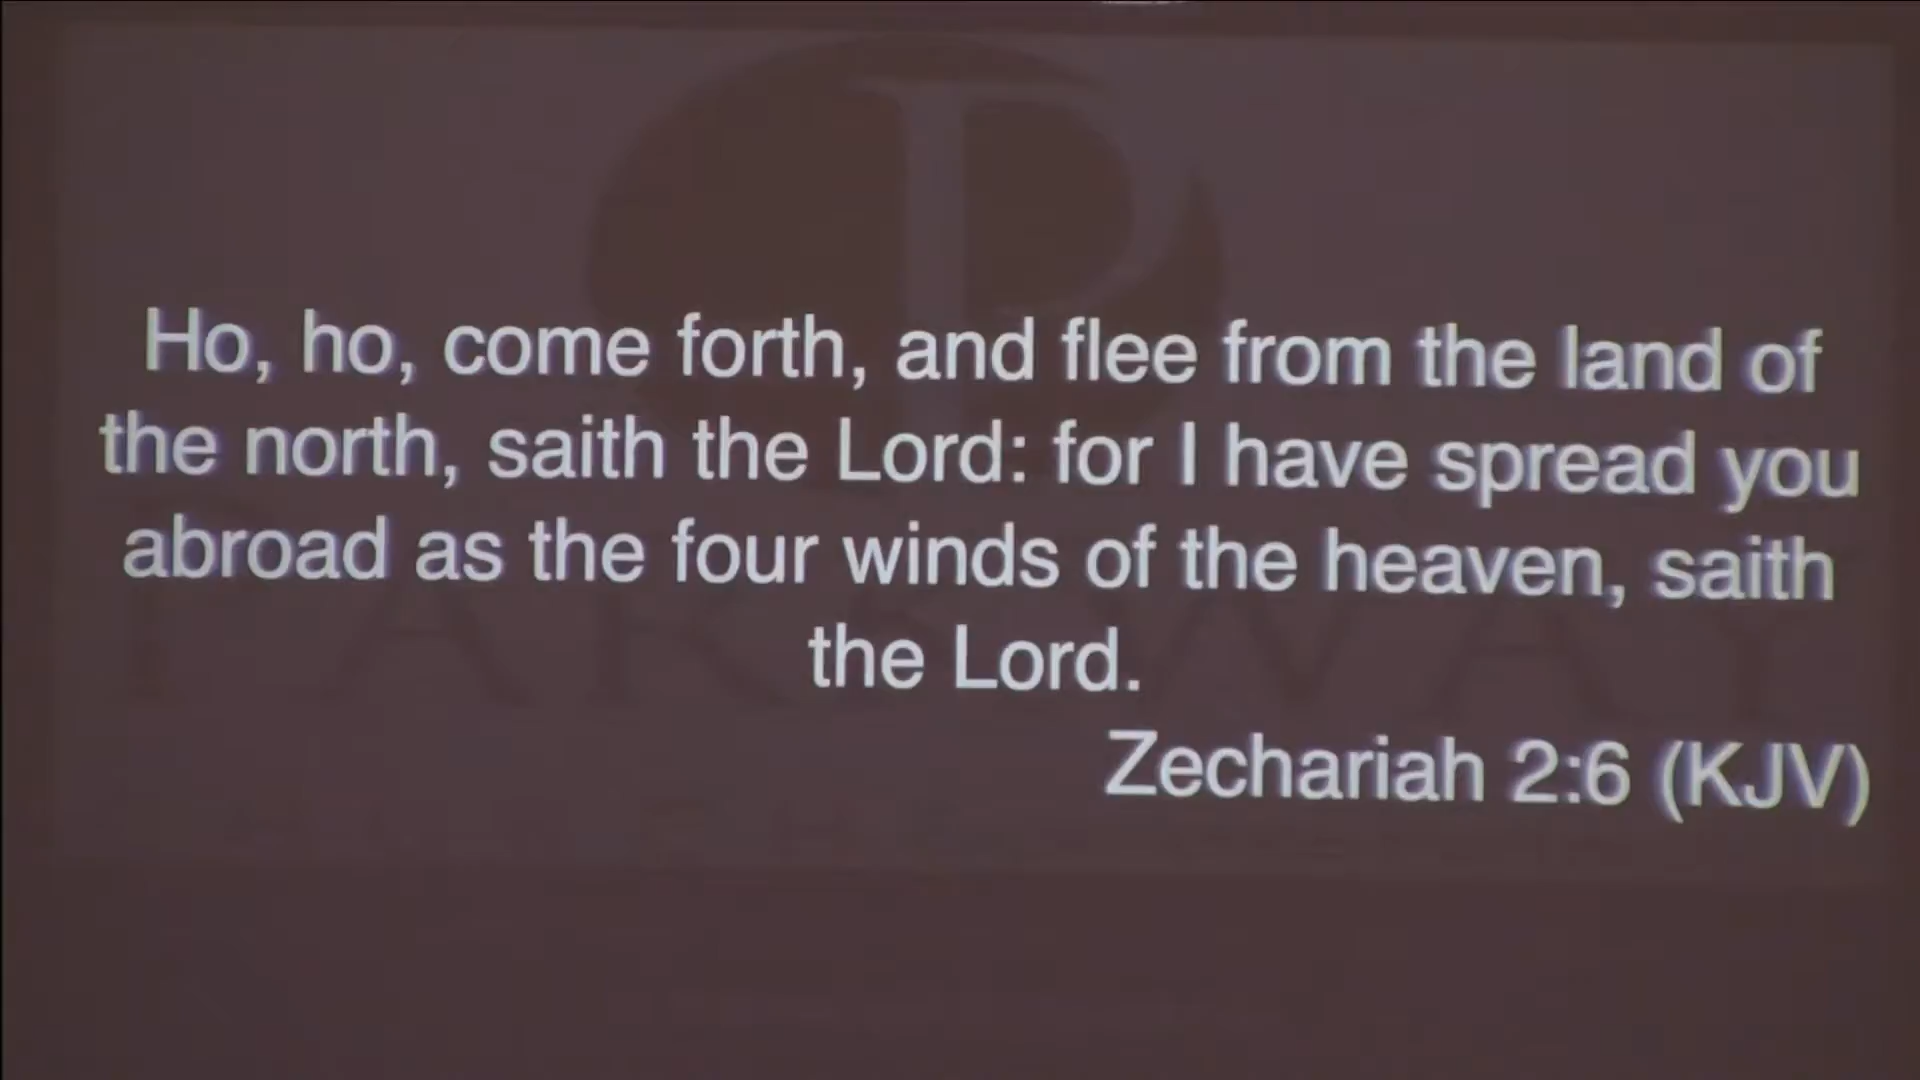 Ho, ho, come forth, and flee from the land of
the north, saith the Lord: for I have spread you
abroad as the four winds of the heaven, saith
the Lord.
Zechariah 2:6 (KJV)
P
PARKWAY